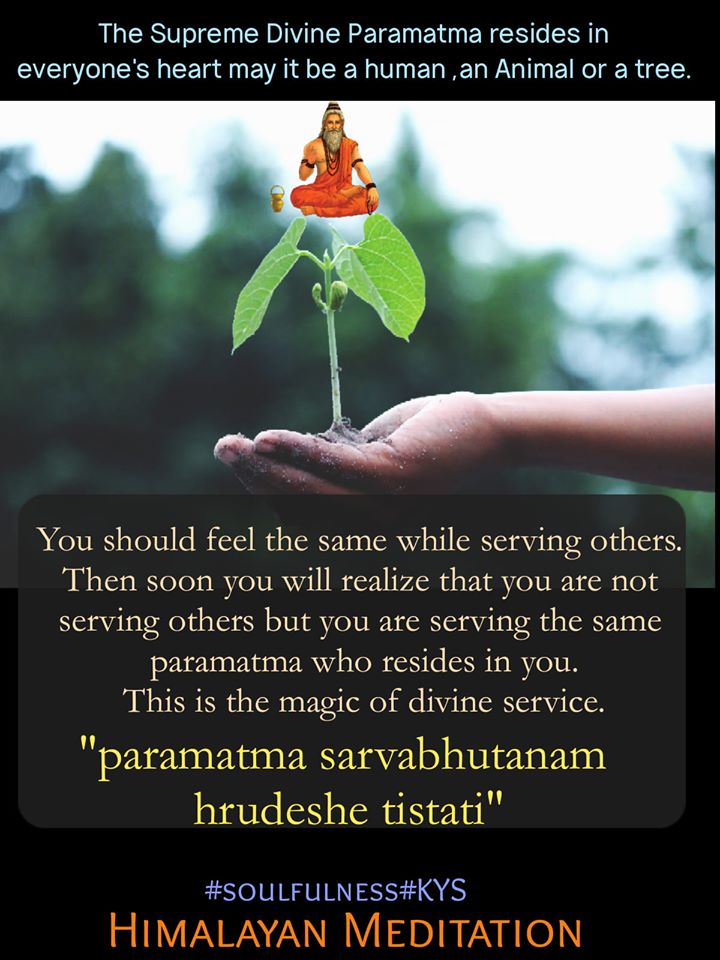 The Supreme Divine Paramatma resides in
everyone's heart may it be a human ,an Animal or a tree.
You should feel the same while serving others.
Then soon you will realize that you are not
serving others but you are serving the same
paramatma who resides in you.
This is the magic of divine service.
"paramatma sarvabhutanam
hrudeshe tistati"
#SOULFULNESS#KYS
HIMALAYAN MEDITATION